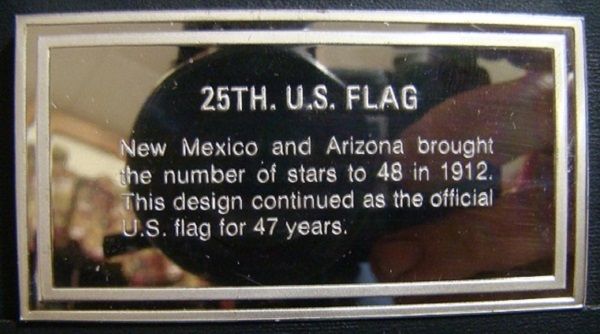 25TH. U.S. FLAG
New Mexico and Arizona brought
the number of stars to 48 in 1912.
This design continued as the official
U.S. flag for 47 years.